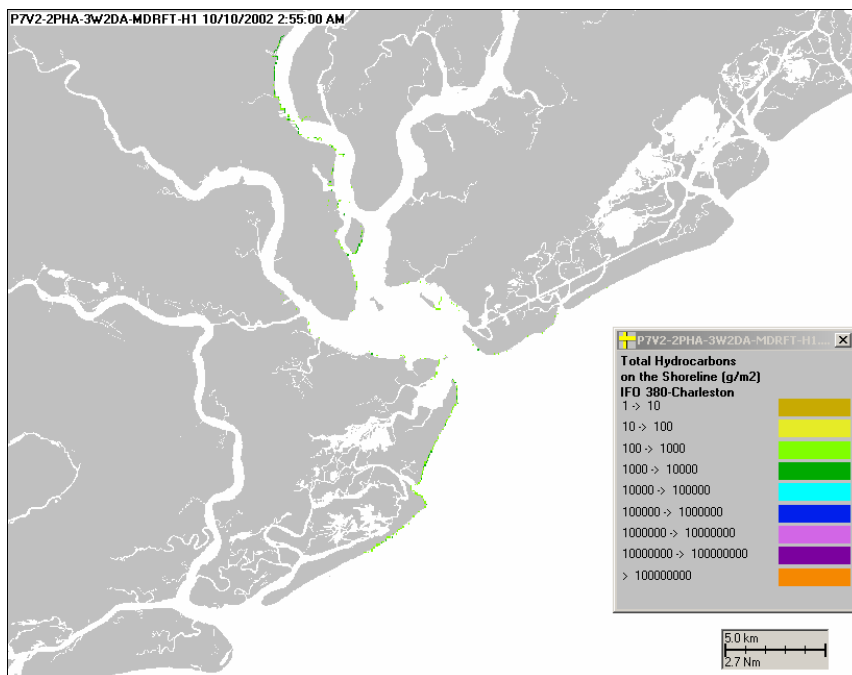 P7V2-2PHA-3W2DA-MDRFT-H1 10/10/2002 2:55:00 AM
P7V2-2PHA-3W2DA-MDRFT-H1....
Total Hydrocarbons
on the Shoreline (g/m2)
IFO 380-Charleston
1 -> 10
10 -> 100
100 -> 1000
1000 -> 10000
10000 -> 100000
100000 -> 1000000
1000000 -> 10000000
10000000 -> 100000000
> 100000000
5.0 km
2.7 Nm